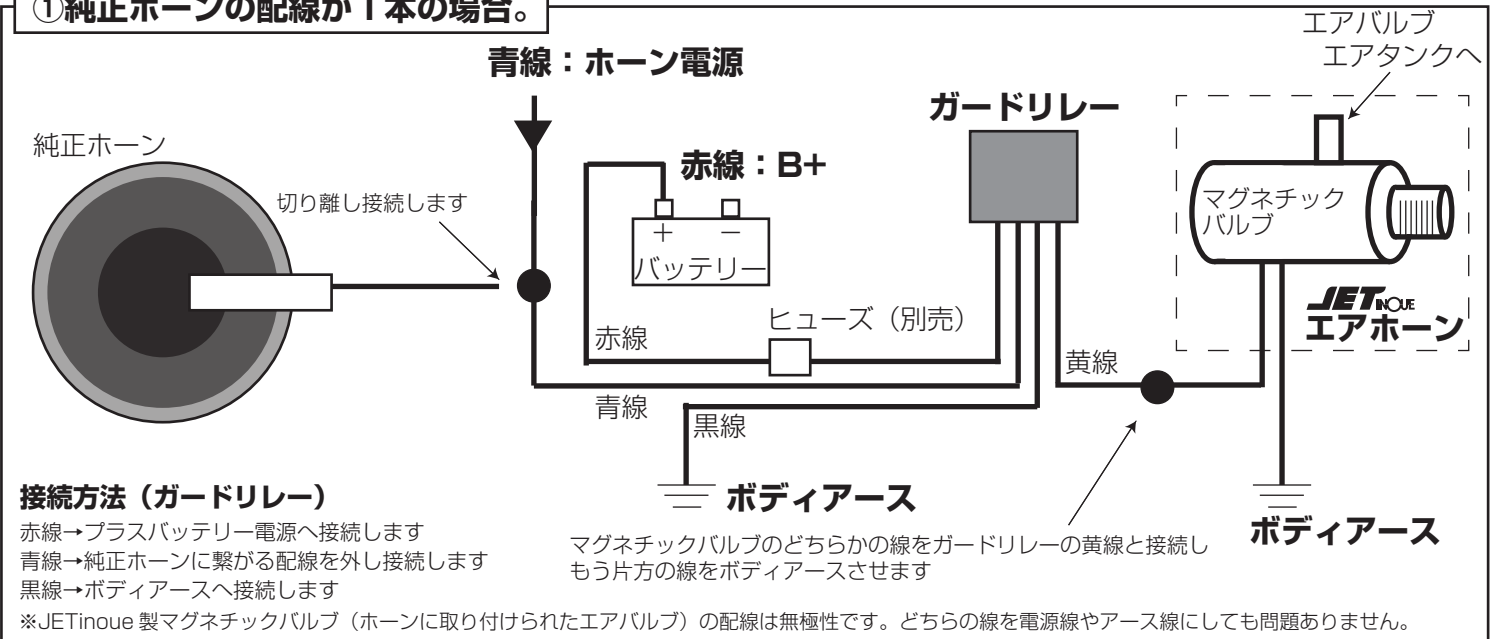 ①純正ホーンの配線が1本の場合。
エアバルブ
エアタンクへ
青線：ホーン電源
ガードリレー
純正ホーン
赤線：B+
切り離し接続します
マグネチック
バルブ
+ −
バッテリー
JET INOUE
エアホーン
ヒューズ（別売）
赤線
黄線
青線
黒線
接続方法（ガードリレー）
ボディアース
ボディアース
赤線→プラスバッテリー電源へ接続します
青線→純正ホーンに繋がる配線を外し接続します
黒線→ボディアースへ接続します
マグネチックバルブのどちらかの線をガードリレーの黄線と接続し
もう片方の線をボディアースさせます
※JETinoue 製マグネチックバルブ（ホーンに取り付けられたエアバルブ）の配線は無極性です。どちらの線を電源線やアース線にしても問題ありません。